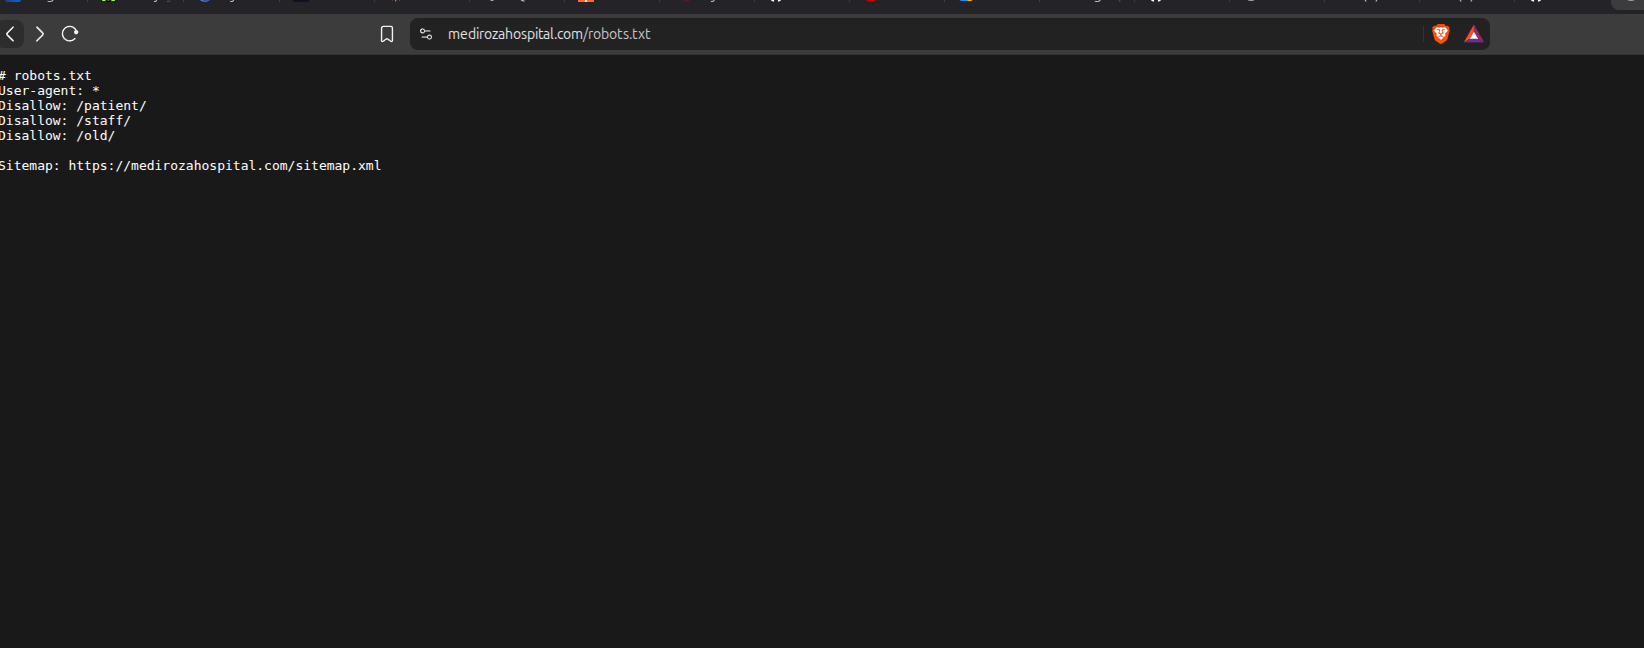 medirozahospital.com/robots.txt
# robots.txt
User-agent: *
Disallow: /patient/
Disallow: /staff/
Disallow: /old/
Sitemap: https://medirozahospital.com/sitemap.xml